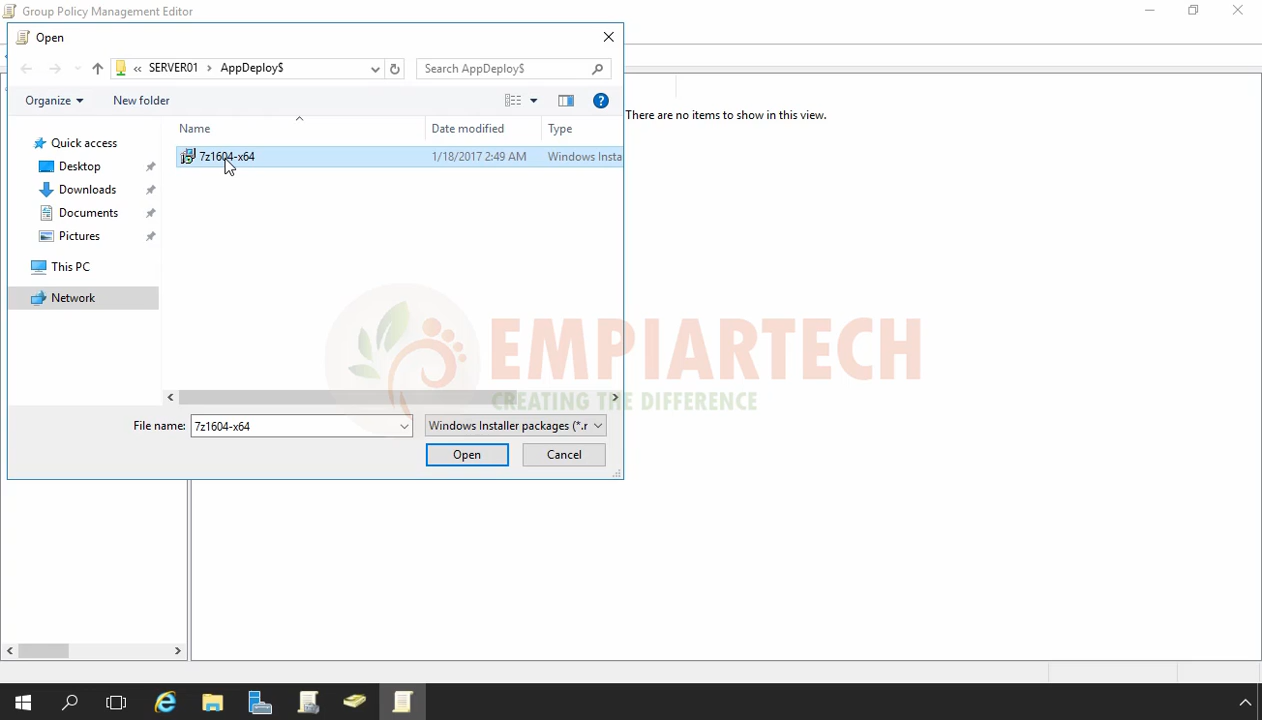 Group Policy Management Editor
Open
« SERVER01 › AppDeploy$
Search AppDeploy$
Organize
New folder
Name
Date modified
Type
Quick access
7z1604-x64
1/18/2017 2:49 AM
Windows Insta
There are no items to show in this view.
Desktop
Downloads
Documents
Pictures
This PC
Network
EMPIARTECH
CREATING THE DIFFERENCE
File name:
7z1604-x64
Windows Installer packages (*.r
Open
Cancel